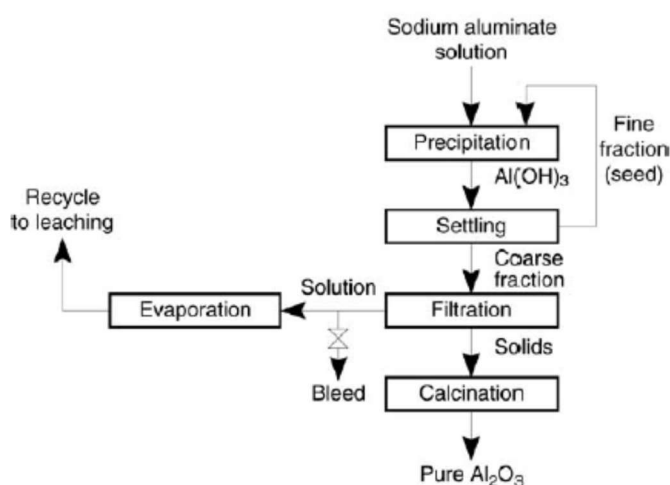 Sodium aluminate
solution
Precipitation
Fine
fraction
(seed)
Al(OH)₃
Recycle
to leaching
Settling
Coarse
fraction
Solution
Evaporation
Filtration
Solids
Bleed
Calcination
Pure Al₂O₃